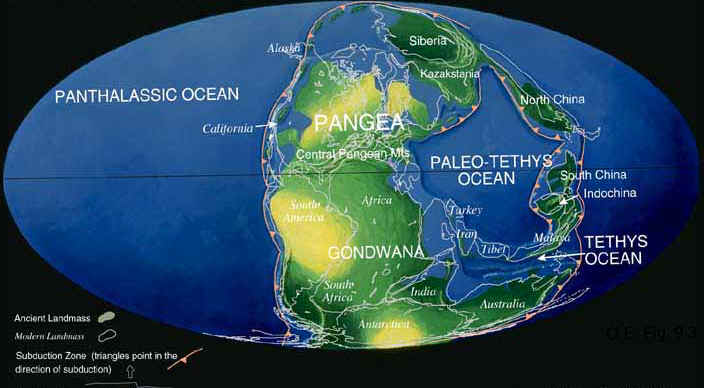 Siberia
Alaska
Kazakstania
PANTHALASSIC OCEAN
North China
California
PANGEA
Central Pangean Mts
PALEO-TETHYS
OCEAN
South China
Indochina
South
America
Africa
Turkey
Iran
Tibet
Malaya
TETHYS
OCEAN
GONDWANA
South
Africa
India
Australia
Antarctica
Ancient Landmass
Modern Landmass
Subduction Zone (triangles point in the
direction of subduction)
O.E. Fig. 9.3